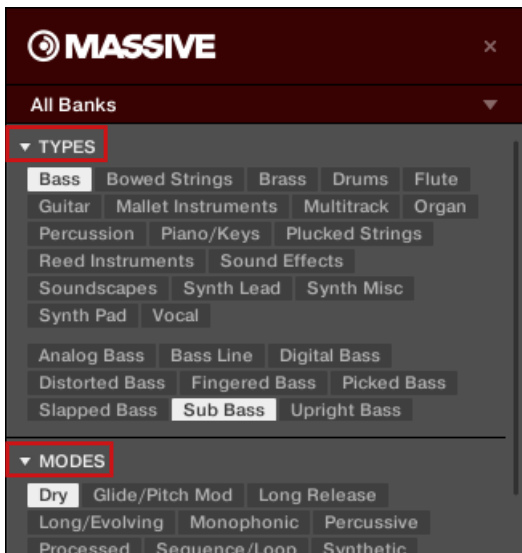 MASSIVE ×
All Banks
TYPES
Bass Bowed Strings Brass Drums Flute
Guitar Mallet Instruments Multitrack Organ
Percussion Piano/Keys Plucked Strings
Reed Instruments Sound Effects
Soundscapes Synth Lead Synth Misc
Synth Pad Vocal
Analog Bass Bass Line Digital Bass
Distorted Bass Fingered Bass Picked Bass
Slapped Bass Sub Bass Upright Bass
MODES
Dry Glide/Pitch Mod Long Release
Long/Evolving Monophonic Percussive
Processed Sequence/Loop Synthetic